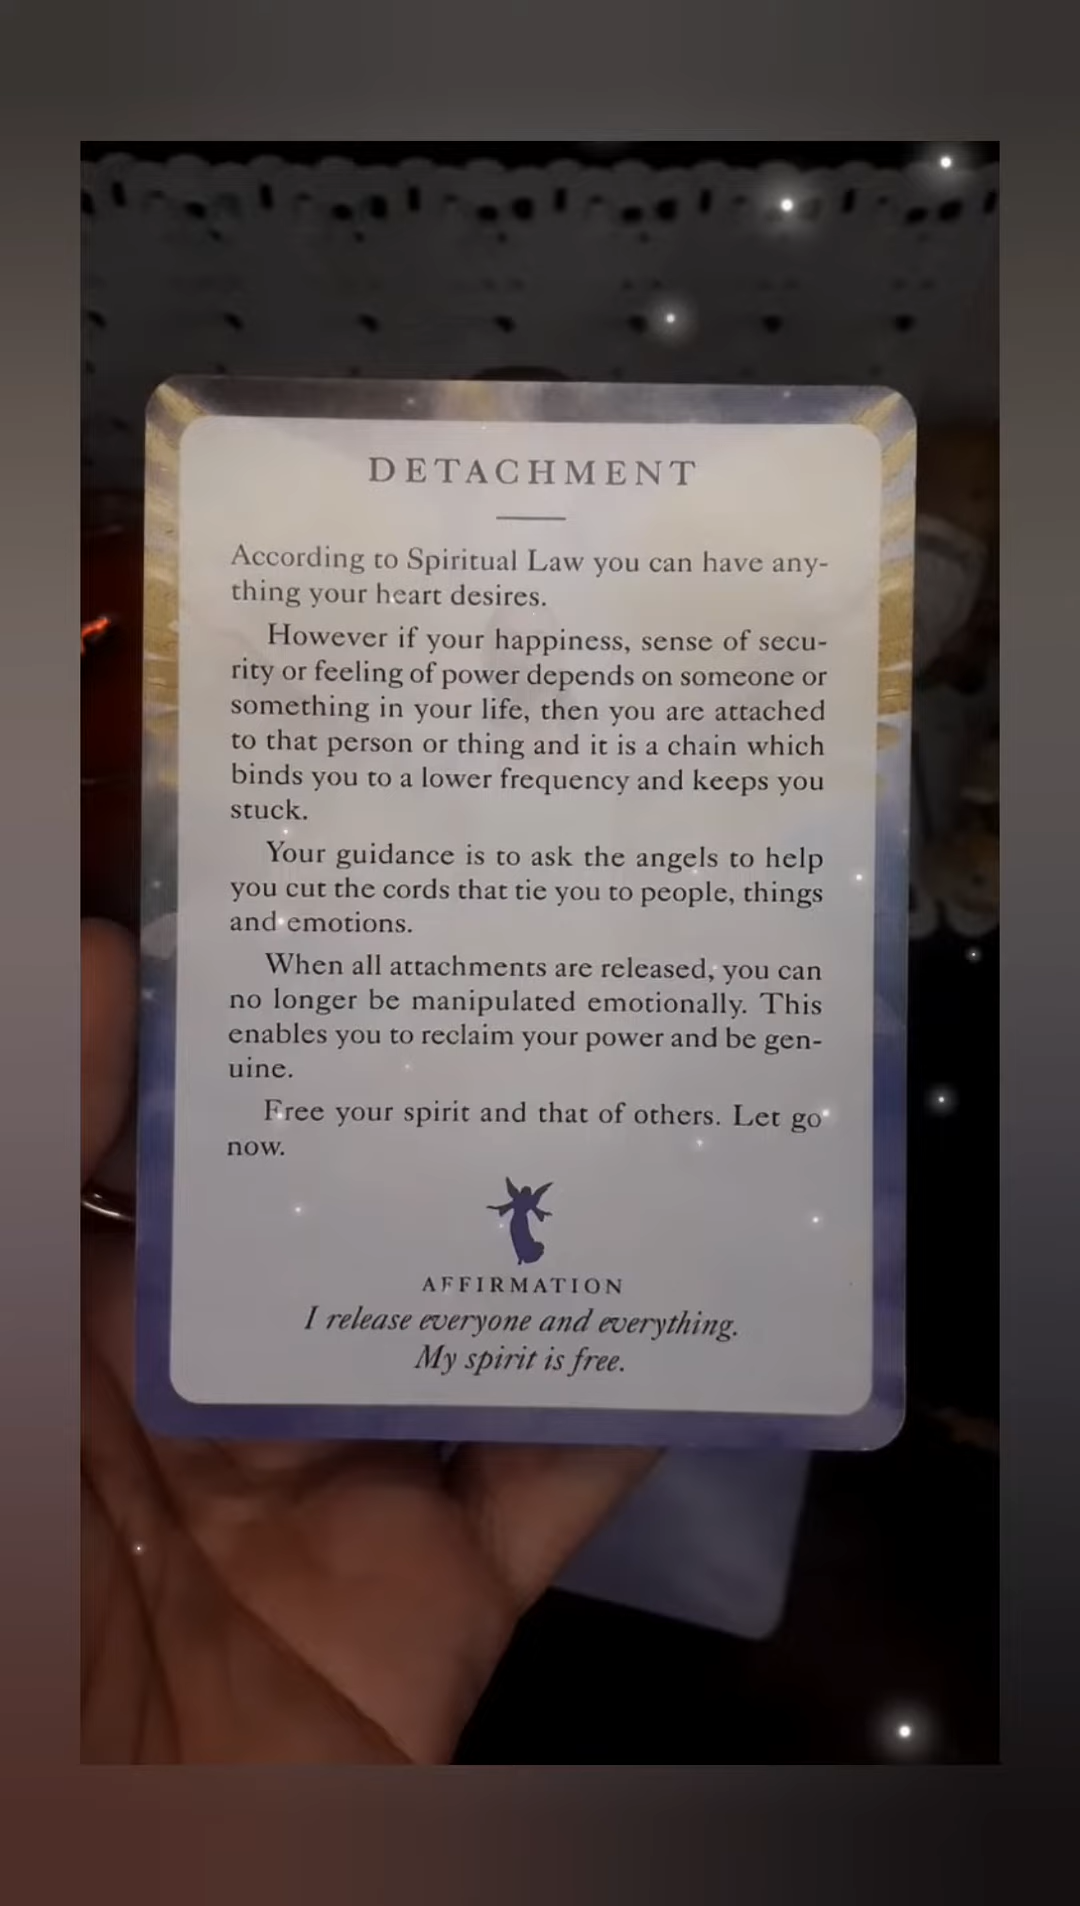 DETACHMENT
According to Spiritual Law you can have any-
thing your heart desires.
However if your happiness, sense of secu-
rity or feeling of power depends on someone or
something in your life, then you are attached
to that person or thing and it is a chain which
binds you to a lower frequency and keeps you
stuck.
Your guidance is to ask the angels to help
you cut the cords that tie you to people, things
and emotions.
When all attachments are released, you can
no longer be manipulated emotionally. This
enables you to reclaim your power and be gen-
uine.
Free your spirit and that of others. Let go
now.
AFFIRMATION
I release everyone and everything.
My spirit is free.